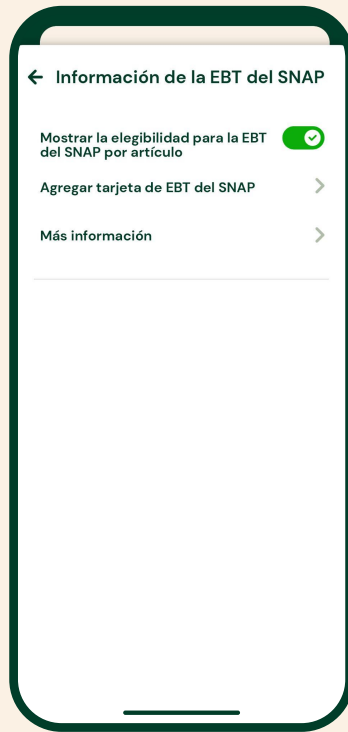 Información de la EBT del SNAP
Mostrar la elegibilidad para la EBT
del SNAP por artículo
Agregar tarjeta de EBT del SNAP
Más información